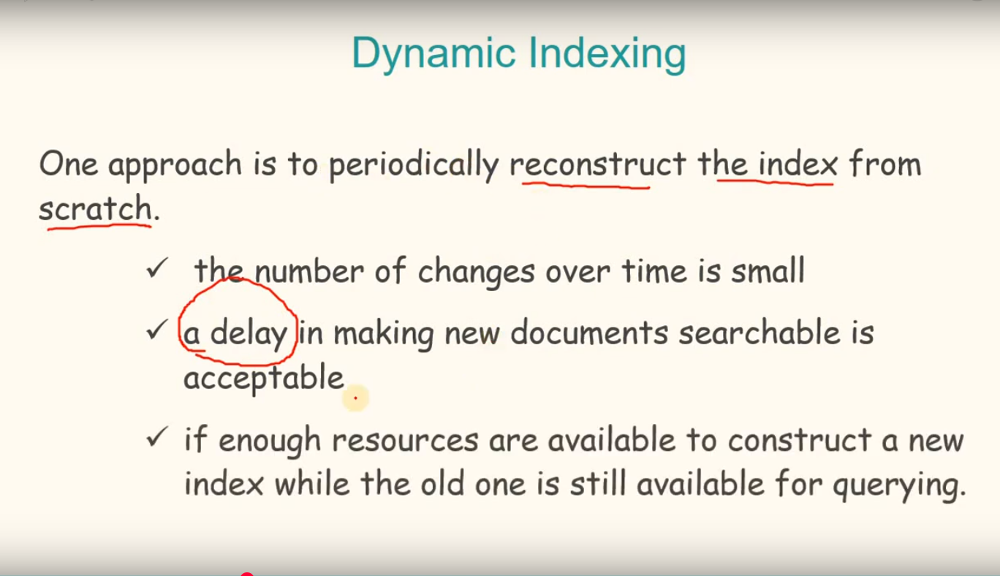 Dynamic Indexing
One approach is to periodically reconstruct the index from
scratch.
✓ the number of changes over time is small
✓ a delay in making new documents searchable is
acceptable
✓ if enough resources are available to construct a new
index while the old one is still available for querying.